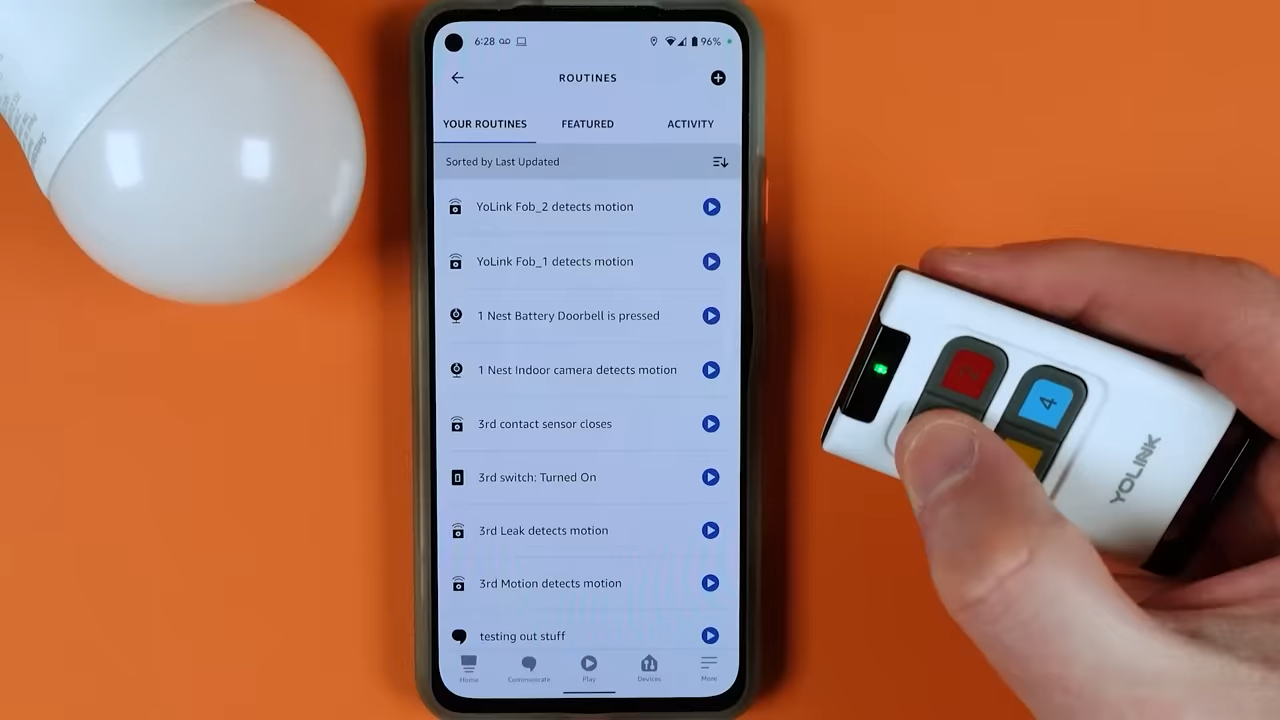 6:28
96%
ROUTINES
YOUR ROUTINES FEATURED ACTIVITY
Sorted by Last Updated
YoLink Fob_2 detects motion
YoLink Fob_1 detects motion
1 Nest Battery Doorbell is pressed
1 Nest Indoor camera detects motion
3rd contact sensor closes
3rd switch: Turned On
3rd Leak detects motion
3rd Motion detects motion
testing out stuff
Home Communicate Play Devices More
2
4
YOLINK